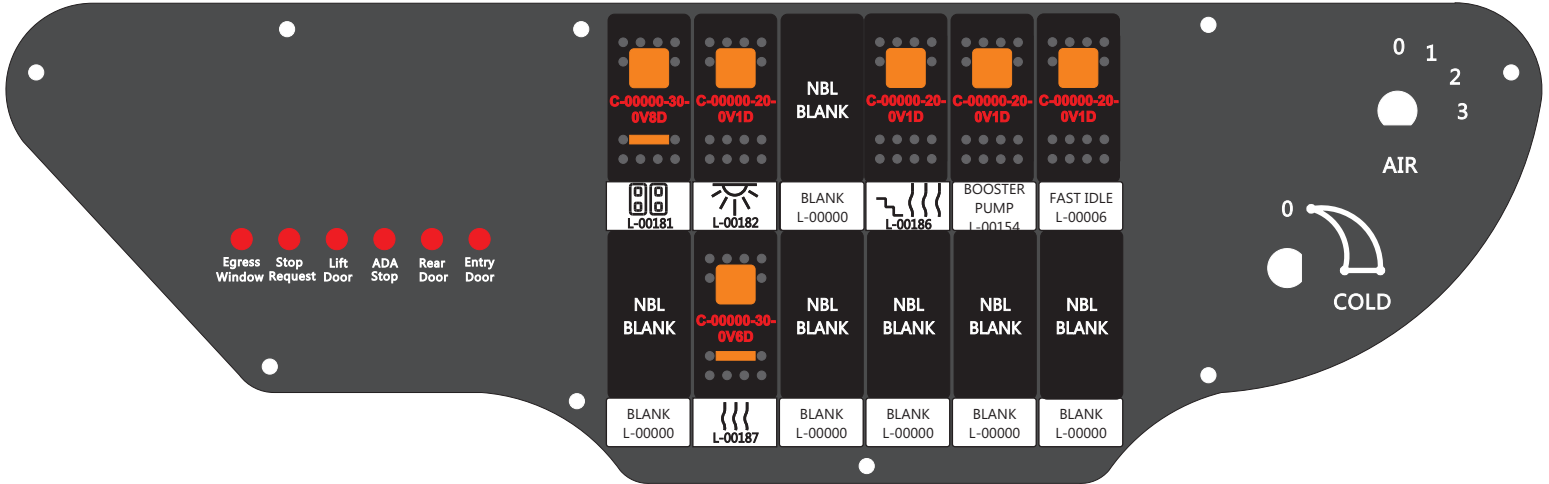 0
1
2
3
AIR
0
COLD
C-00000-30-
0V8D
C-00000-20-
0V1D
NBL
BLANK
C-00000-20-
0V1D
C-00000-20-
0V1D
C-00000-20-
0V1D
L-00181
L-00182
BLANK
L-00000
L-00186
BOOSTER
PUMP
L-00154
FAST IDLE
L-00006
Egress
Window
Stop
Request
Lift
Door
ADA
Stop
Rear
Door
Entry
Door
NBL
BLANK
C-00000-30-
0V6D
NBL
BLANK
NBL
BLANK
NBL
BLANK
NBL
BLANK
BLANK
L-00000
L-00187
BLANK
L-00000
BLANK
L-00000
BLANK
L-00000
BLANK
L-00000